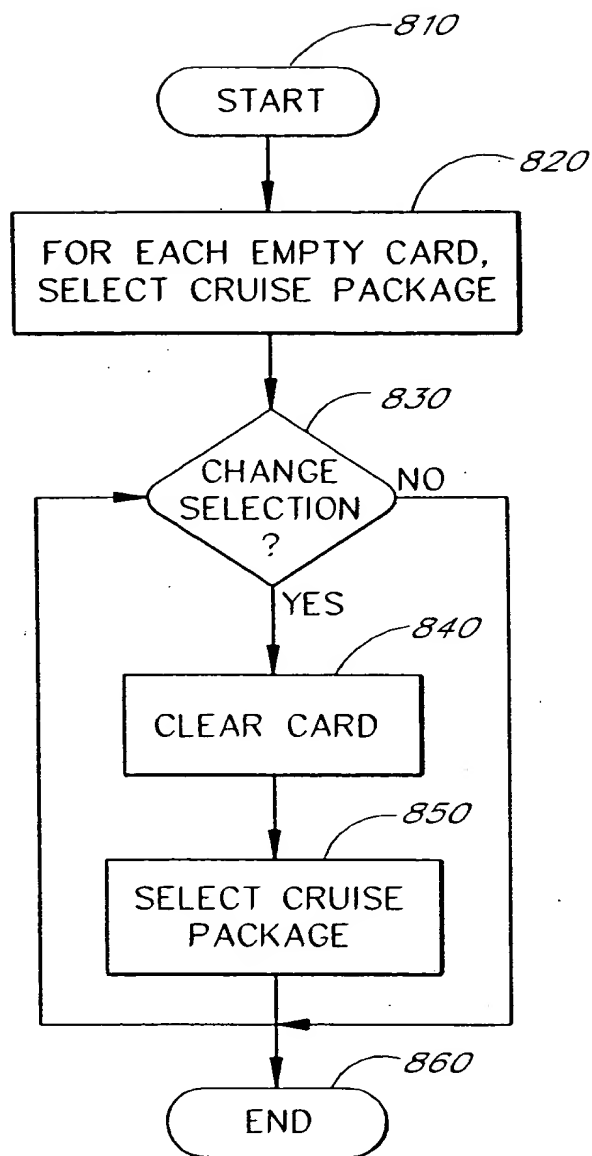 810
START
820
FOR EACH EMPTY CARD,
SELECT CRUISE PACKAGE
830
CHANGE
SELECTION
?
NO
YES
840
CLEAR CARD
850
SELECT CRUISE
PACKAGE
860
END